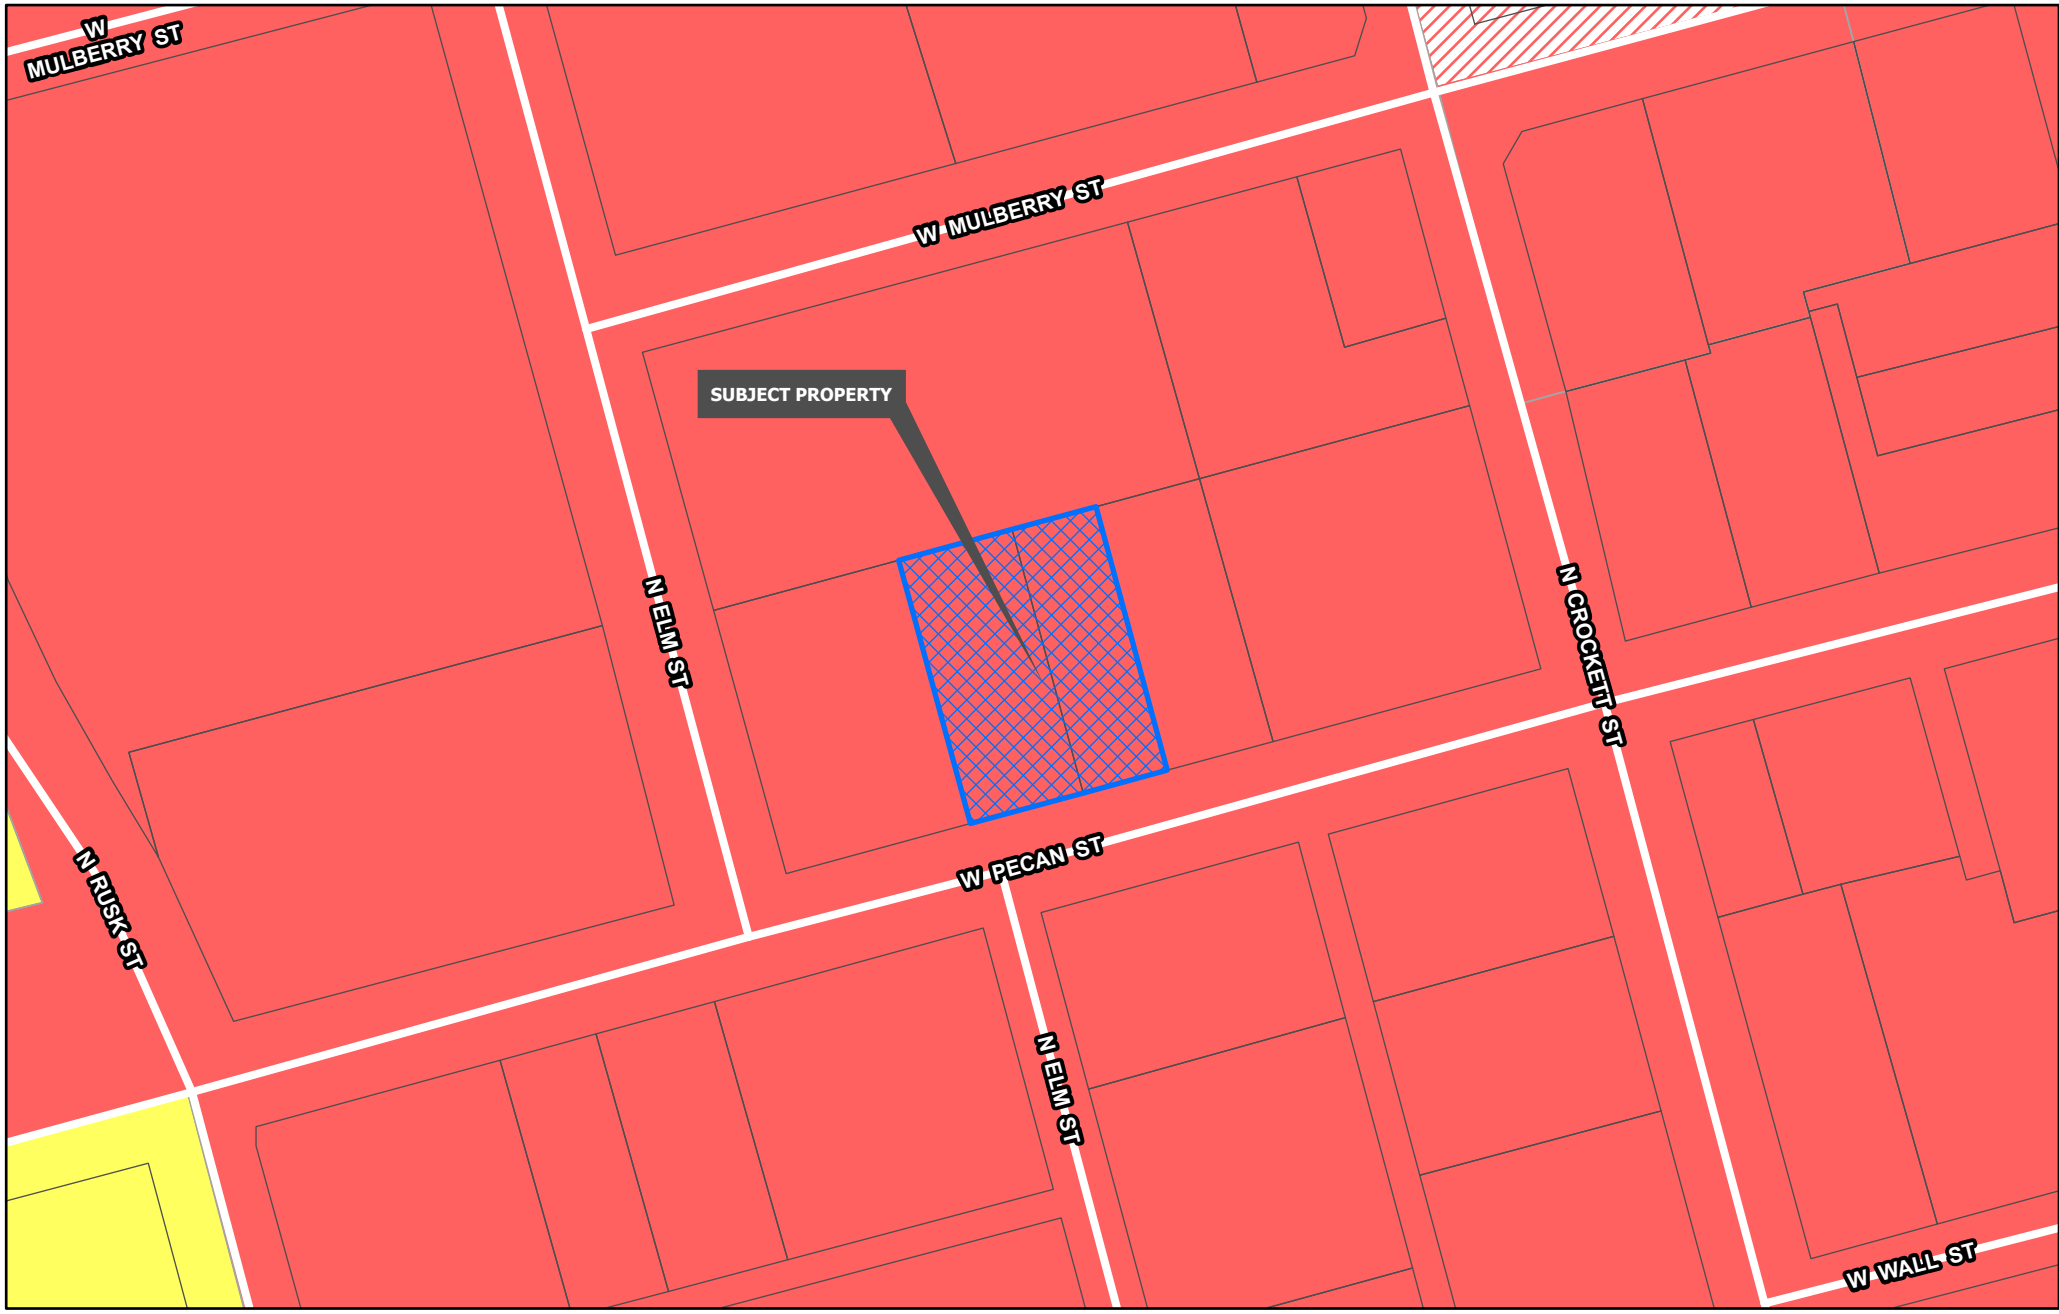 W
MULBERRY ST
W MULBERRY ST
SUBJECT PROPERTY
N ELM ST
N CROCKETT ST
W PECAN ST
N RUSK ST
N ELM ST
W WALL ST